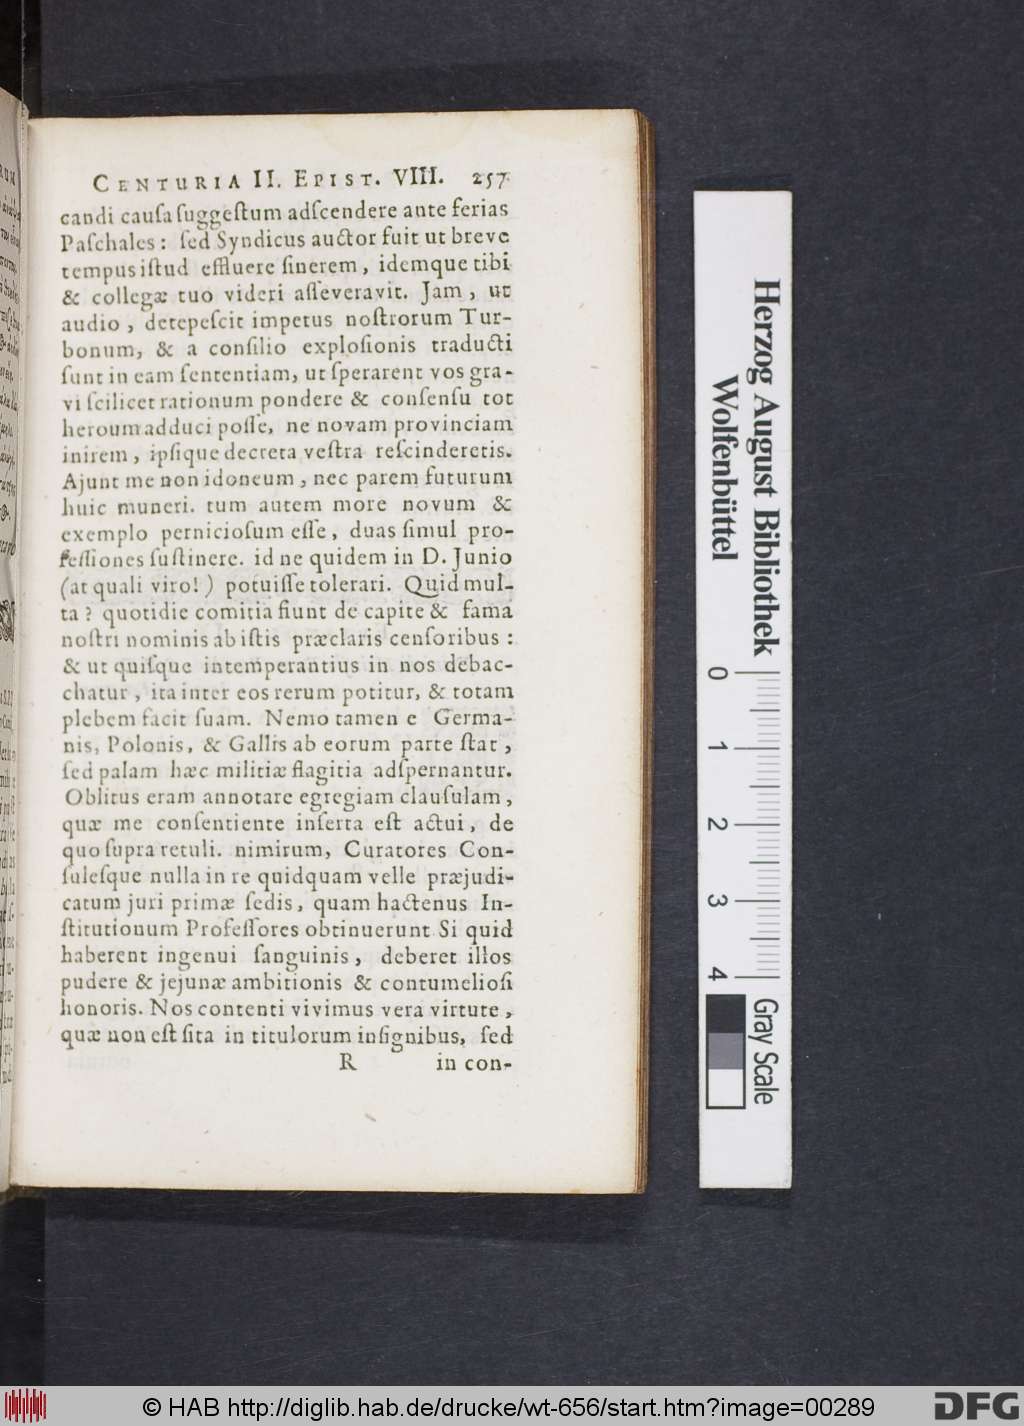 CENTURIA II. EPIST. VIII. 257
candi cauſa ſuggeſtum adſcendere ante ferias
Paſchales: ſed Syndicus auctor fuit ut breve
tempus iſtud effluere ſinerem, idemque tibi
& collegæ tuo videri aſſeveravit. Jam, ut
audio, detepeſcit impetus noſtrorum Tur-
bonum, & a conſilio exploſionis traducti
ſunt in eam ſententiam, ut ſperarent vos gra-
vi ſcilicet rationum pondere & conſenſu tot
heroum adduci poſſe, ne novam provinciam
inirem, ipſique decreta veſtra reſcinderetis.
Ajunt me non idoneum, nec parem futurum
huic muneri. tum autem more novum &
exemplo pernicioſum eſſe, duas ſimul pro-
feſſiones ſuſtinere. id ne quidem in D. Junio
(at quali viro!) potuiſſe tolerari. Quid mul-
ta? quotidie comitia fiunt de capite & fama
noſtri nominis ab iſtis præclaris cenſoribus:
& ut quiſque intemperantius in nos debac-
chatur, ita inter eos rerum potitur, & totam
plebem facit ſuam. Nemo tamen e Germa-
nis, Polonis, & Gallis ab eorum parte ſtat,
ſed palam hæc militiæ flagitia adſpernantur.
Oblitus eram annotare egregiam clauſulam,
quæ me conſentiente inſerta eſt actui, de
quo ſupra retuli. nimirum, Curatores Con-
ſuleſque nulla in re quidquam velle præjudi-
catum juri primæ ſedis, quam hactenus In-
ſtitutionum Profeſſores obtinuerunt Si quid
haberent ingenui ſanguinis, deberet illos
pudere & jejunæ ambitionis & contumelioſi
honoris. Nos contenti vivimus vera virtute,
quæ non eſt ſita in titulorum inſignibus, ſed
R in con-
Herzog August Bibliothek
Wolfenbüttel
0 1 2 3 4
Gray Scale
© HAB http://diglib.hab.de/drucke/wt-656/start.htm?image=00289
DFG